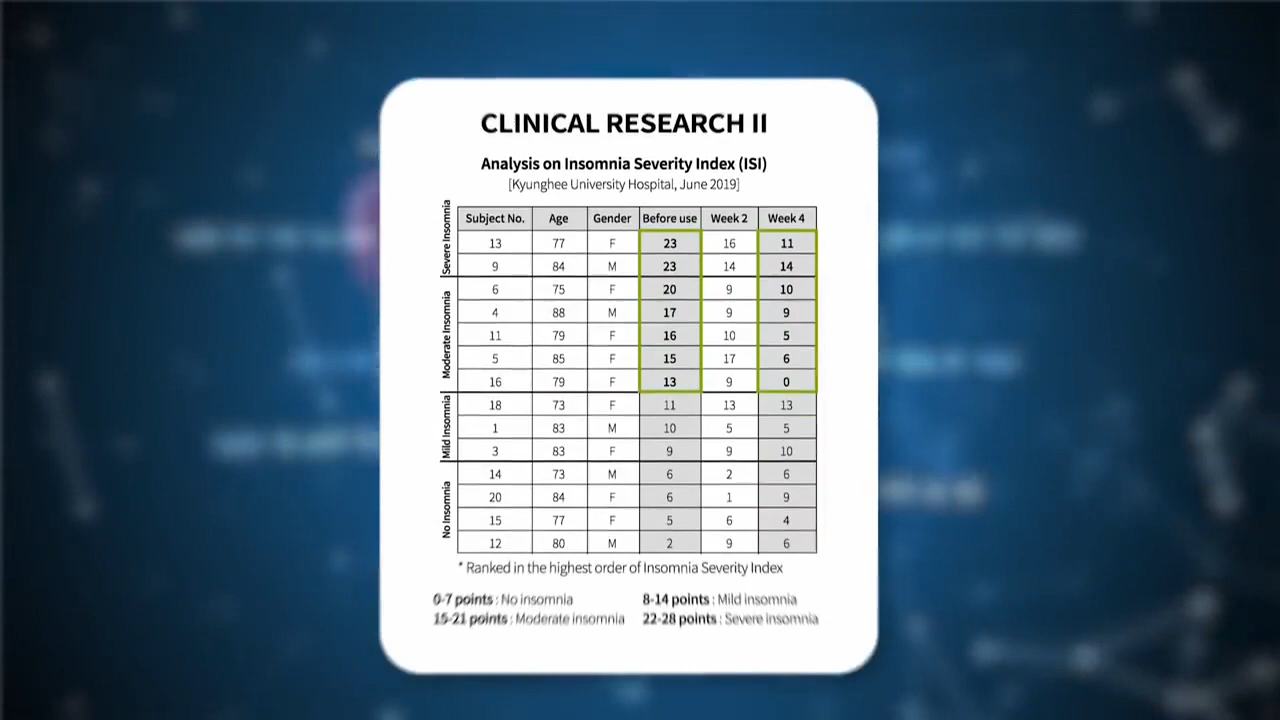 CLINICAL RESEARCH II
Analysis on Insomnia Severity Index (ISI)
[Kyunghee University Hospital, June 2019]
Subject No. Age Gender Before use Week 2 Week 4
Severe Insomnia
13 77 F 23 16 11
9 84 M 23 14 14
Moderate Insomnia
6 75 F 20 9 10
4 88 M 17 9 9
11 79 F 16 10 5
5 85 F 15 17 6
16 79 F 13 9 0
Mild Insomnia
18 73 F 11 13 13
1 83 M 10 5 5
3 83 F 9 9 10
No Insomnia
14 73 M 6 2 6
20 84 F 6 1 9
15 77 F 5 6 4
12 80 M 2 9 6
* Ranked in the highest order of Insomnia Severity Index
0-7 points : No insomnia 8-14 points : Mild insomnia
15-21 points : Moderate insomnia 22-28 points : Severe insomnia